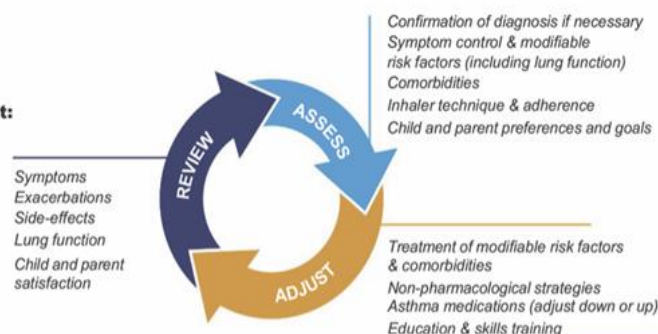 Confirmation of diagnosis if necessary
Symptom control & modifiable
risk factors (including lung function)
Comorbidities
Inhaler technique & adherence
Child and parent preferences and goals
t:
ASSESS
REVIEW
Symptoms
Exacerbations
Side-effects
Lung function
Child and parent
satisfaction
ADJUST
Treatment of modifiable risk factors
& comorbidities
Non-pharmacological strategies
Asthma medications (adjust down or up)
Education & skills training